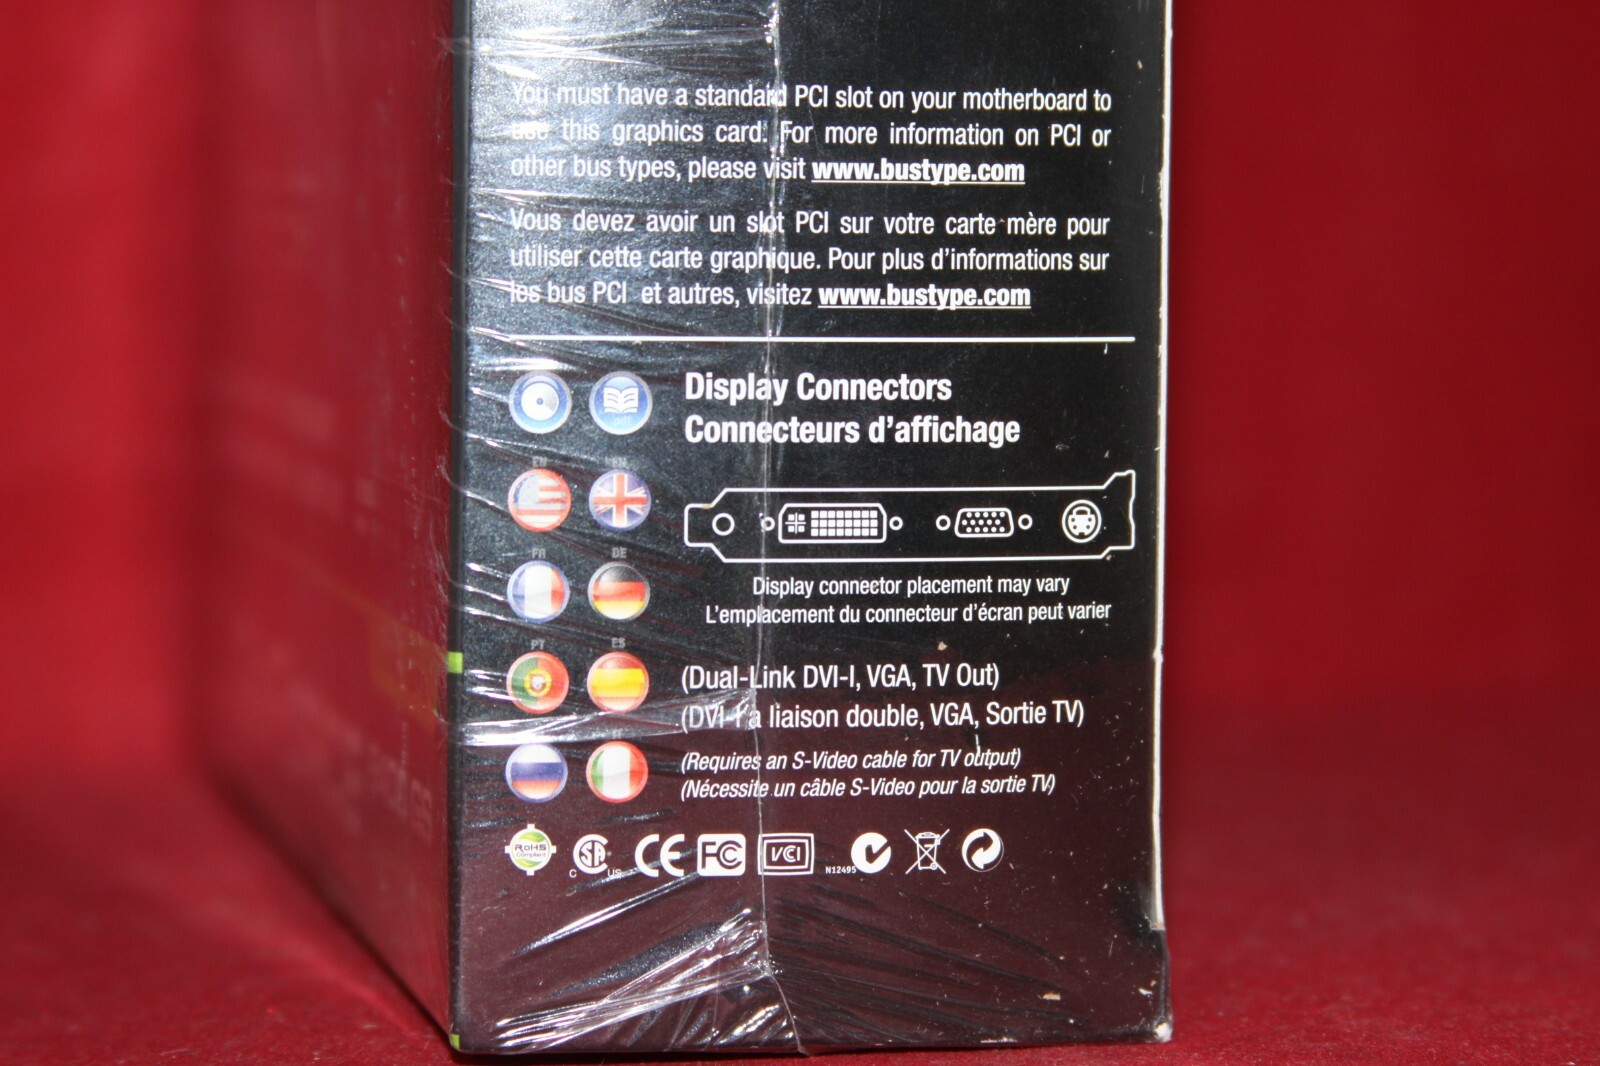 You must have a standard PCI slot on your motherboard to
use this graphics card. For more information on PCI or
other bus types, please visit www.bustype.com
Vous devez avoir un slot PCI sur votre carte mère pour
utiliser cette carte graphique. Pour plus d'informations sur
les bus PCI et autres, visitez www.bustype.com
Display Connectors
Connecteurs d'affichage
.pdf
EN EN
FR DE
PT ES
Display connector placement may vary
L'emplacement du connecteur d'écran peut varier
(Dual-Link DVI-I, VGA, TV Out)
(DVI-I à liaison double, VGA, Sortie TV)
(Requires an S-Video cable for TV output)
(Nécessite un câble S-Video pour la sortie TV)
RoHS
Compliant
C SA US
CE FC VCI N12495